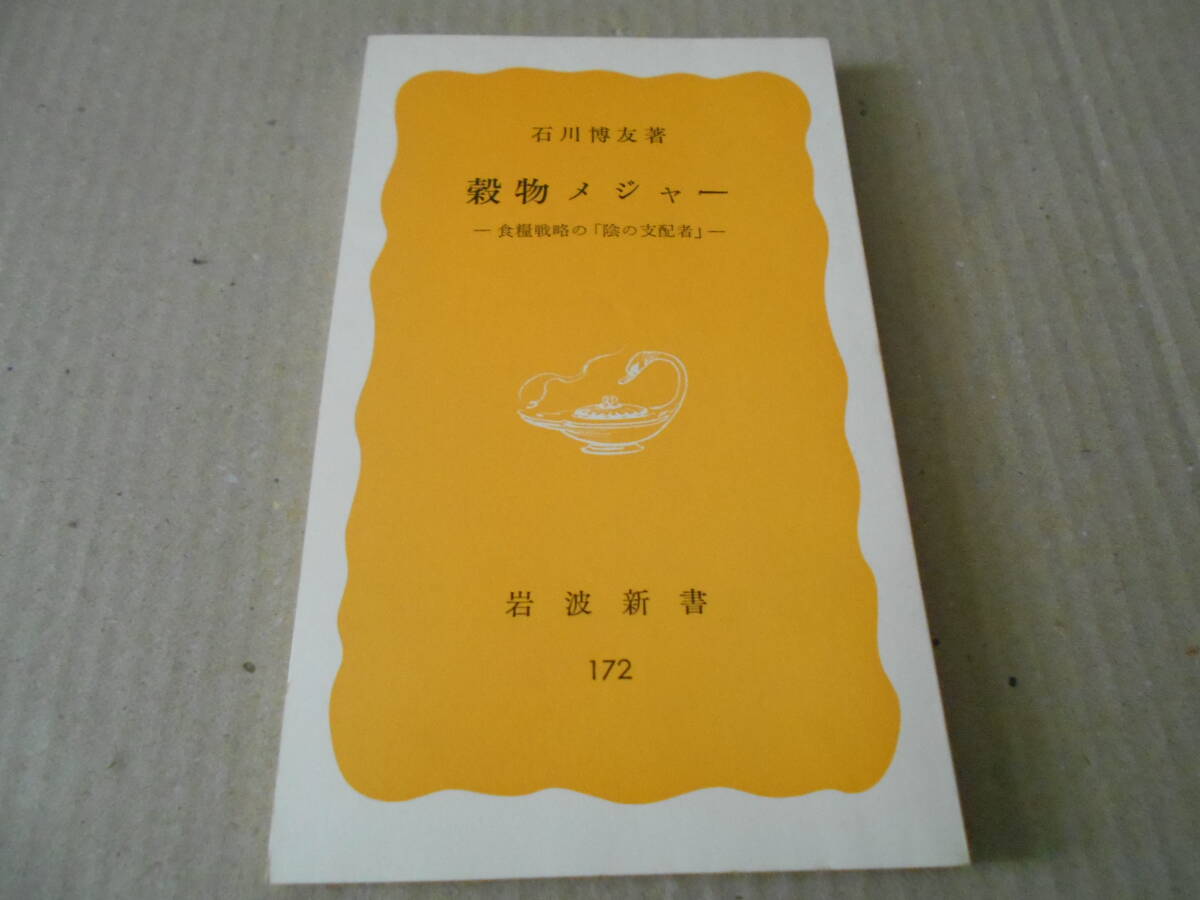 石川博友著
穀物メジャー
―食糧戦略の「陰の支配者」―
岩波新書
172